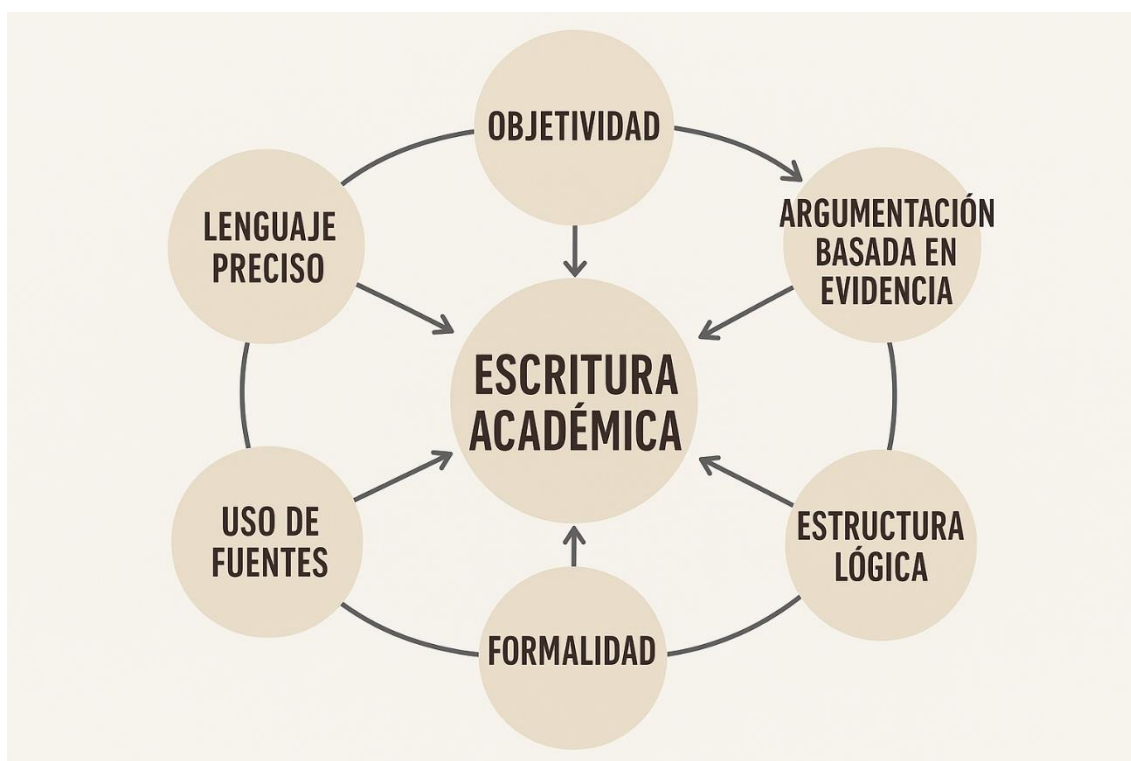 OBJETIVIDAD
ARGUMENTACIÓN
BASADA EN
EVIDENCIA
LENGUAJE
PRECISO
ESCRITURA
ACADÉMICA
USO DE
FUENTES
ESTRUCTURA
LÓGICA
FORMALIDAD